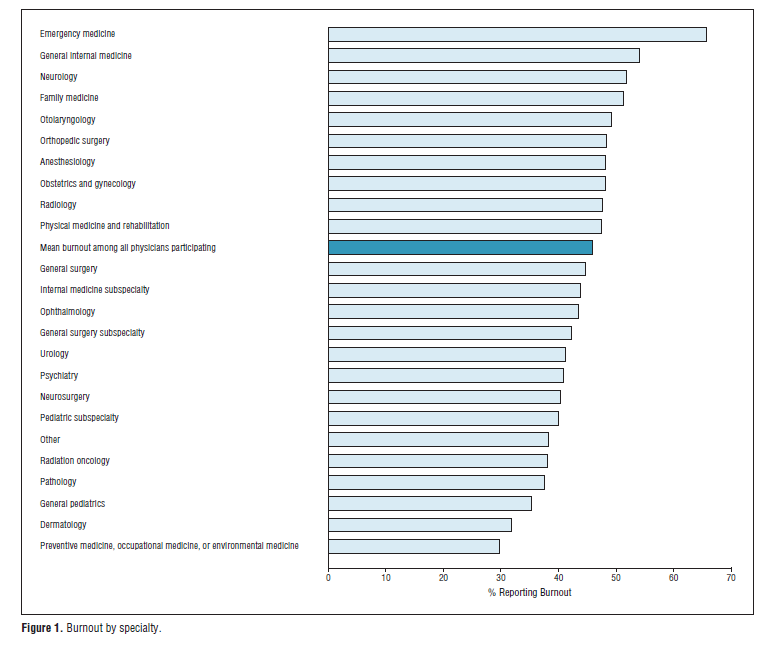 Emergency medicine
General internal medicine
Neurology
Family medicine
Otolaryngology
Orthopedic surgery
Anesthesiology
Obstetrics and gynecology
Radiology
Physical medicine and rehabilitation
Mean burnout among all physicians participating
General surgery
Internal medicine subspecialty
Ophthalmology
General surgery subspecialty
Urology
Psychiatry
Neurosurgery
Pediatric subspecialty
Other
Radiation oncology
Pathology
General pediatrics
Dermatology
Preventive medicine, occupational medicine, or environmental medicine
0 10 20 30 40 50 60 70
% Reporting Burnout
Figure 1. Burnout by specialty.